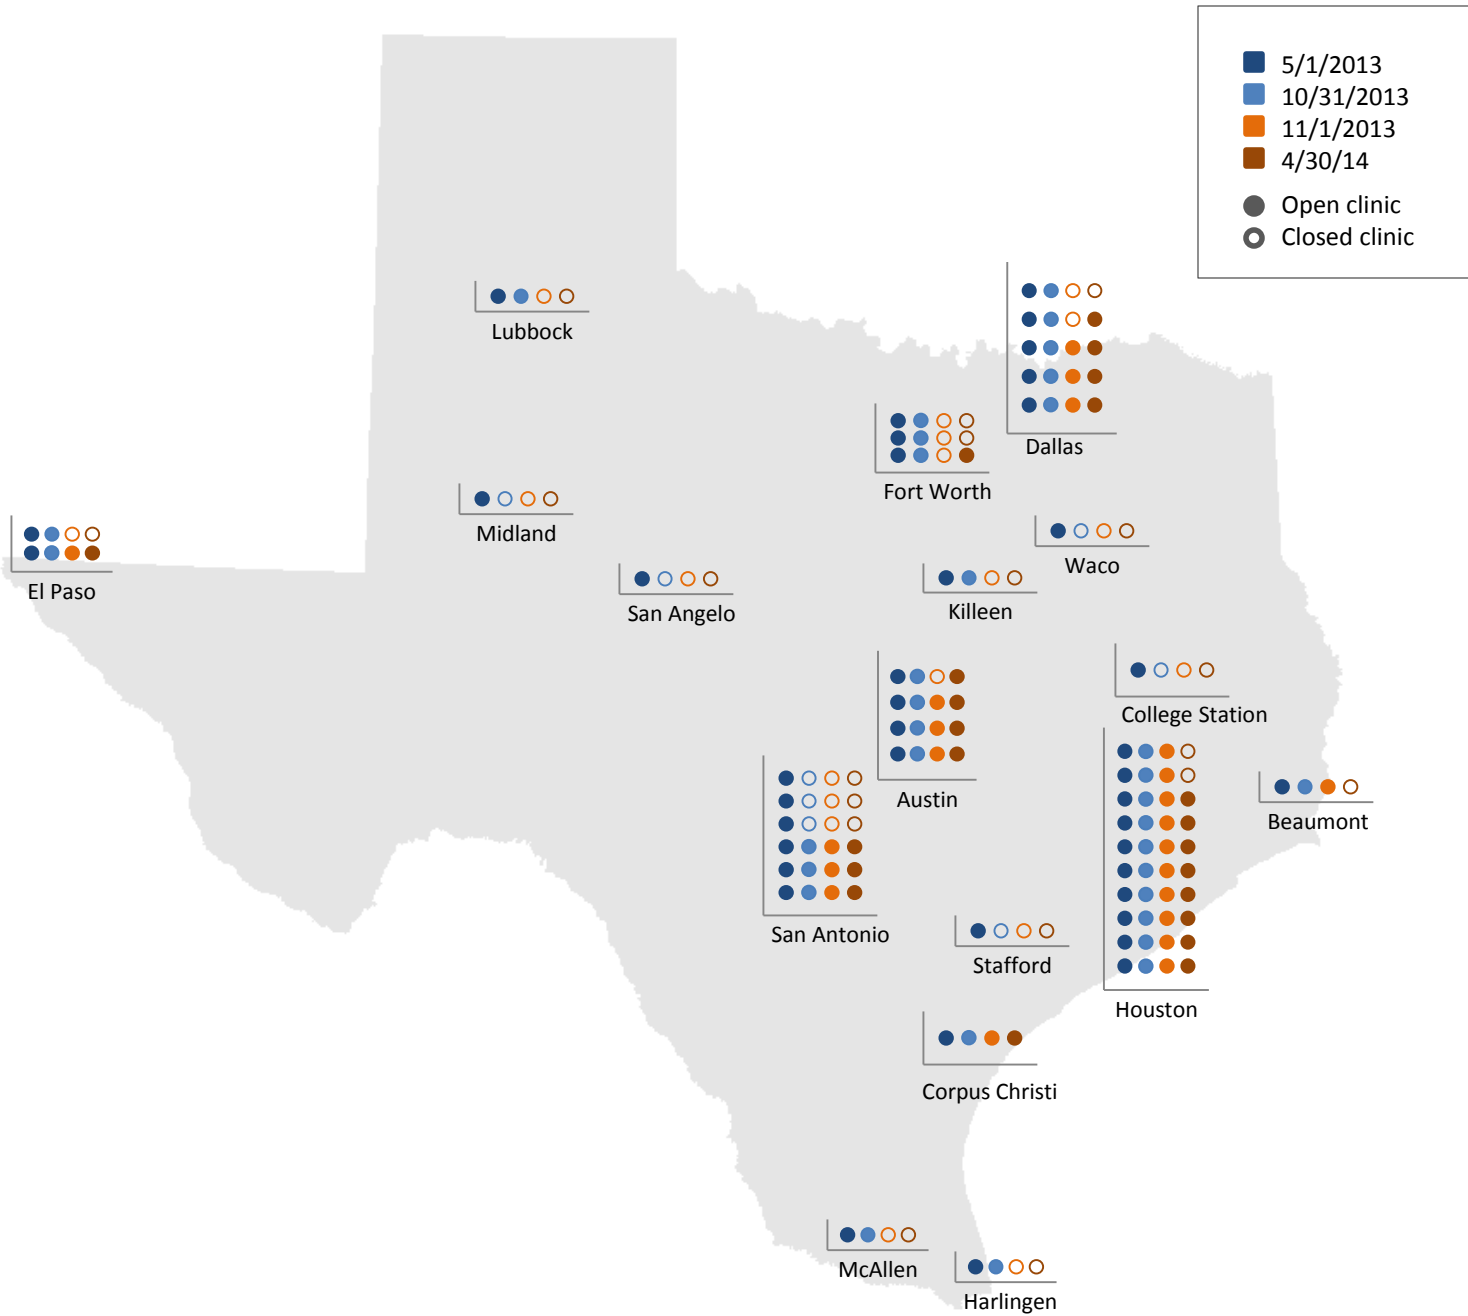 5/1/2013
10/31/2013
11/1/2013
4/30/14
Open clinic
Closed clinic
Lubbock
Dallas
Fort Worth
Midland
Waco
El Paso
San Angelo
Killeen
College Station
Austin
Beaumont
San Antonio
Stafford
Houston
Corpus Christi
McAllen
Harlingen